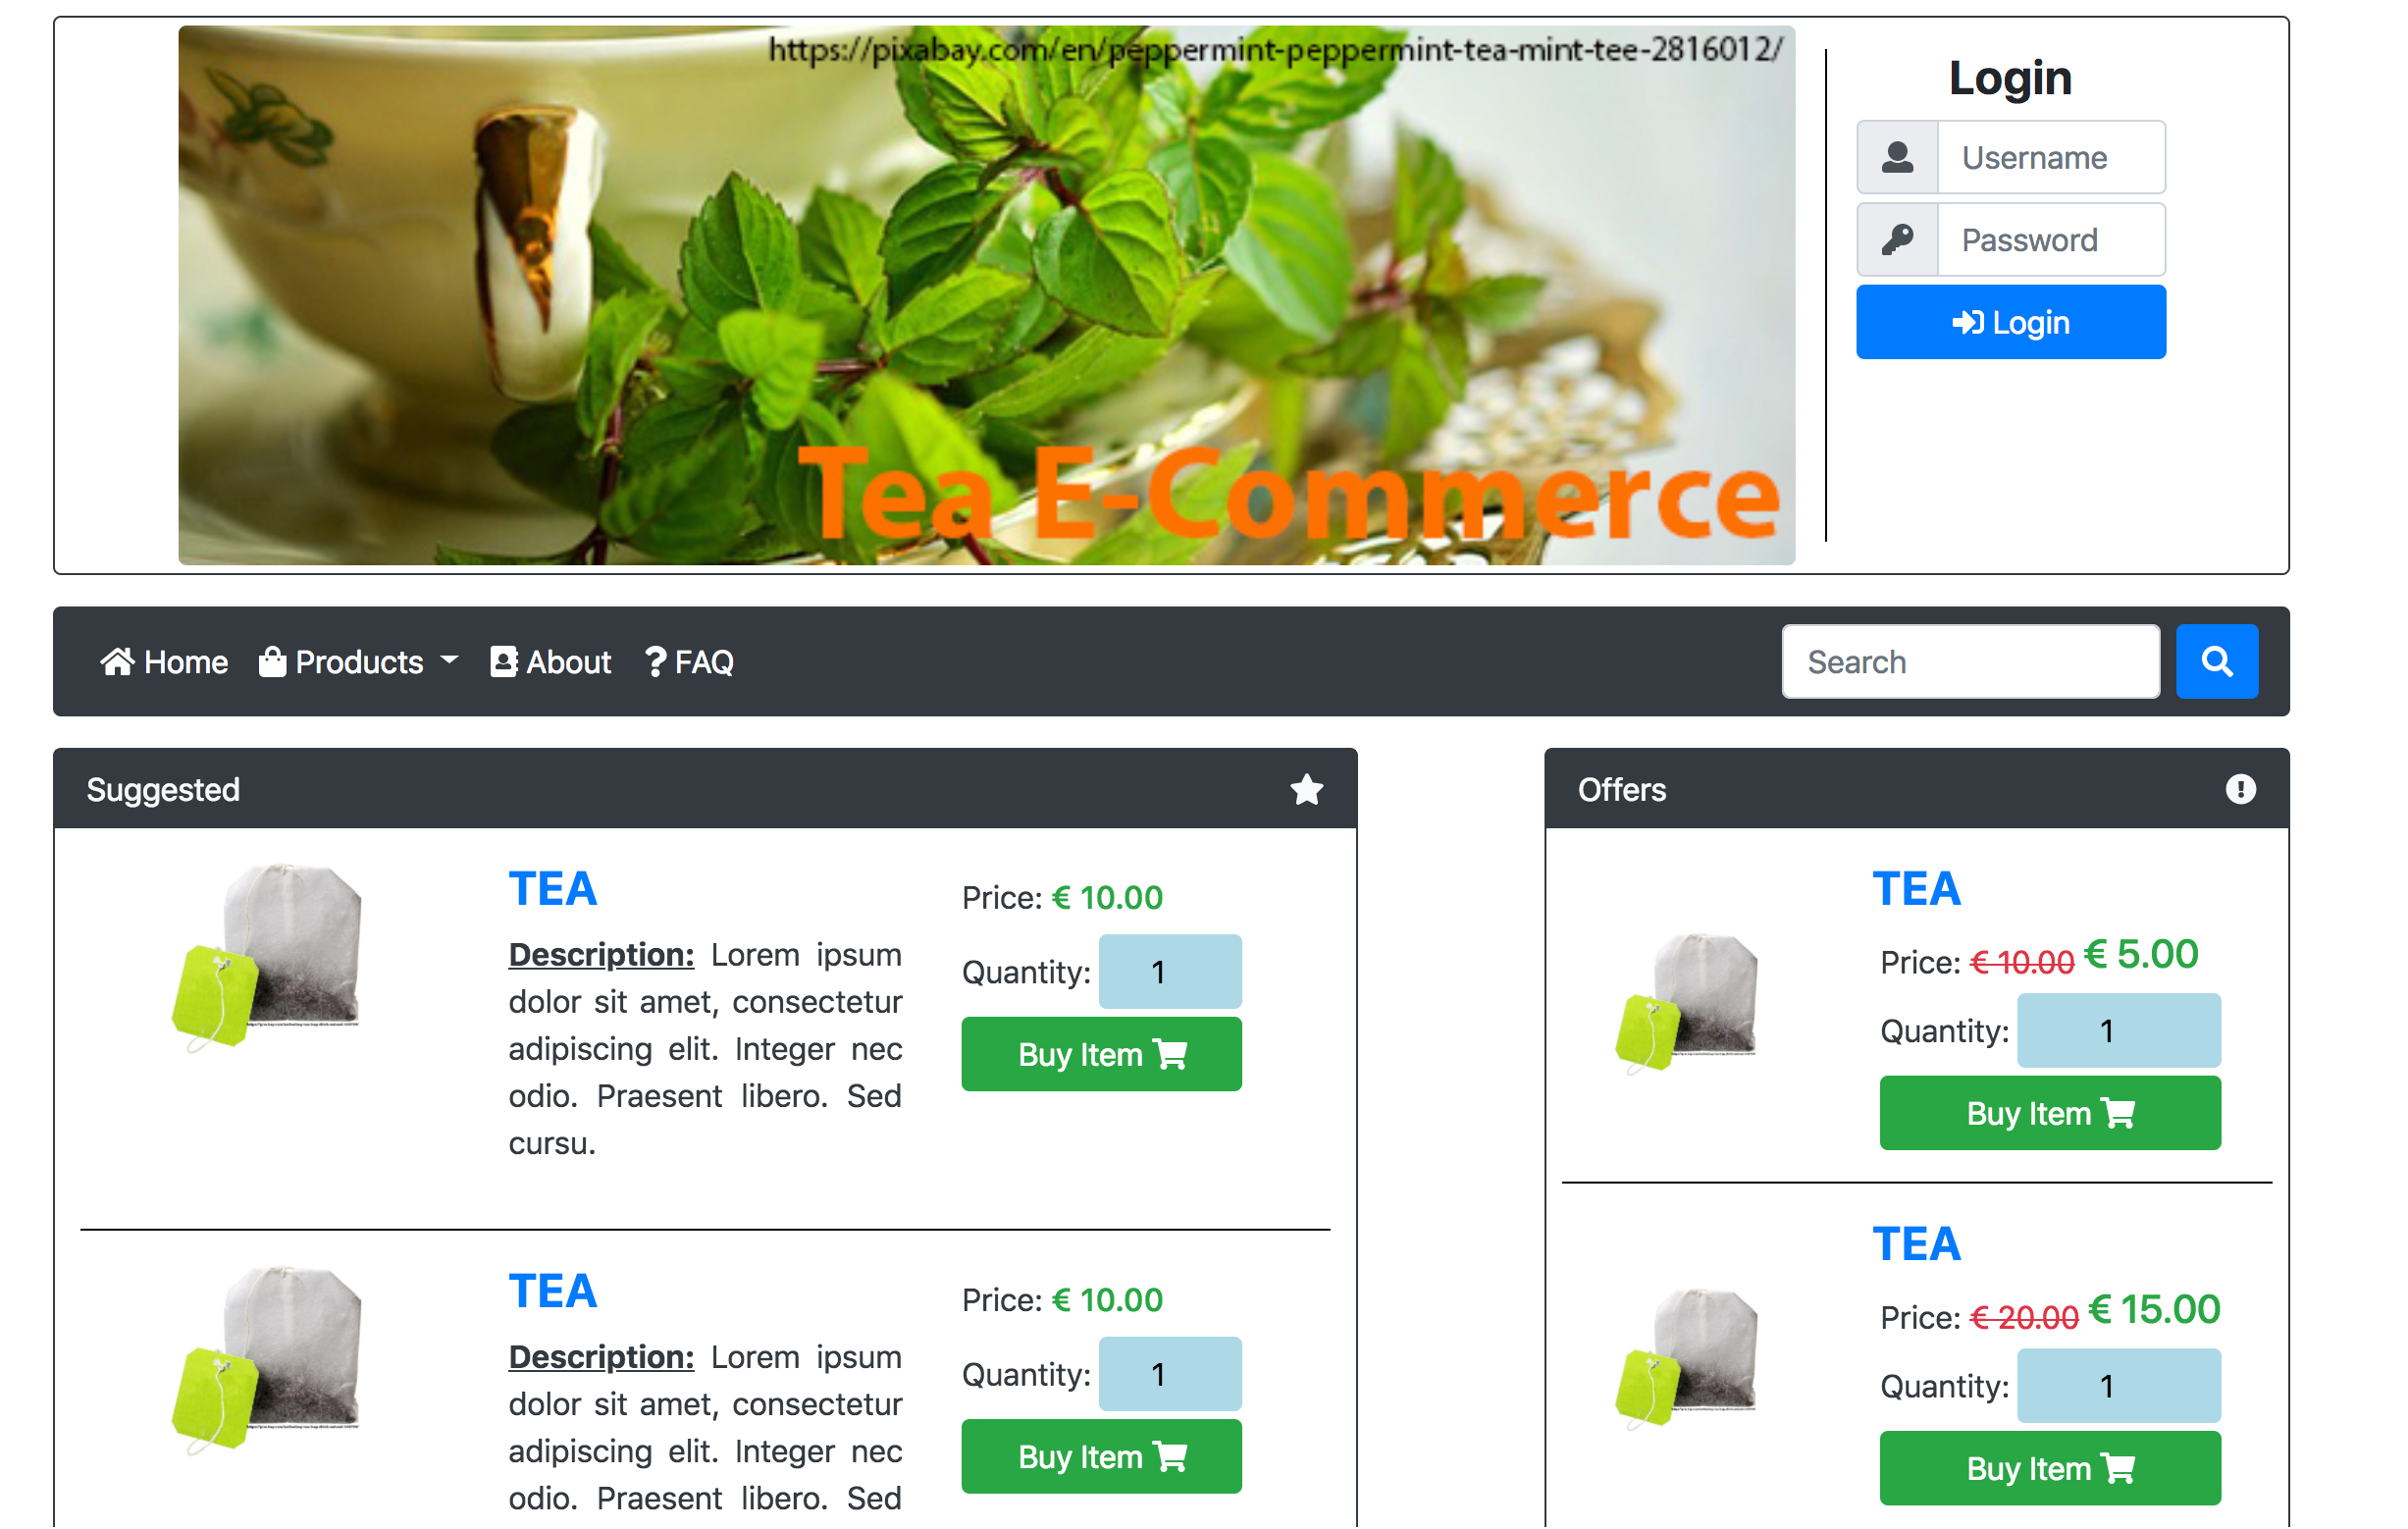 https://pixabay.com/en/peppermint-peppermint-tea-mint-tee-2816012/
Tea E-Commerce
Login
Username
Password
Login
Home Products About FAQ
Search
Suggested
TEA
Description: Lorem ipsum
dolor sit amet, consectetur
adipiscing elit. Integer nec
odio. Praesent libero. Sed
cursu.
Price: € 10.00
Quantity: 1
Buy Item
TEA
Description: Lorem ipsum
dolor sit amet, consectetur
adipiscing elit. Integer nec
odio. Praesent libero. Sed
Price: € 10.00
Quantity: 1
Buy Item
Offers
TEA
Price: € 10.00 € 5.00
Quantity: 1
Buy Item
TEA
Price: € 20.00 € 15.00
Quantity: 1
Buy Item